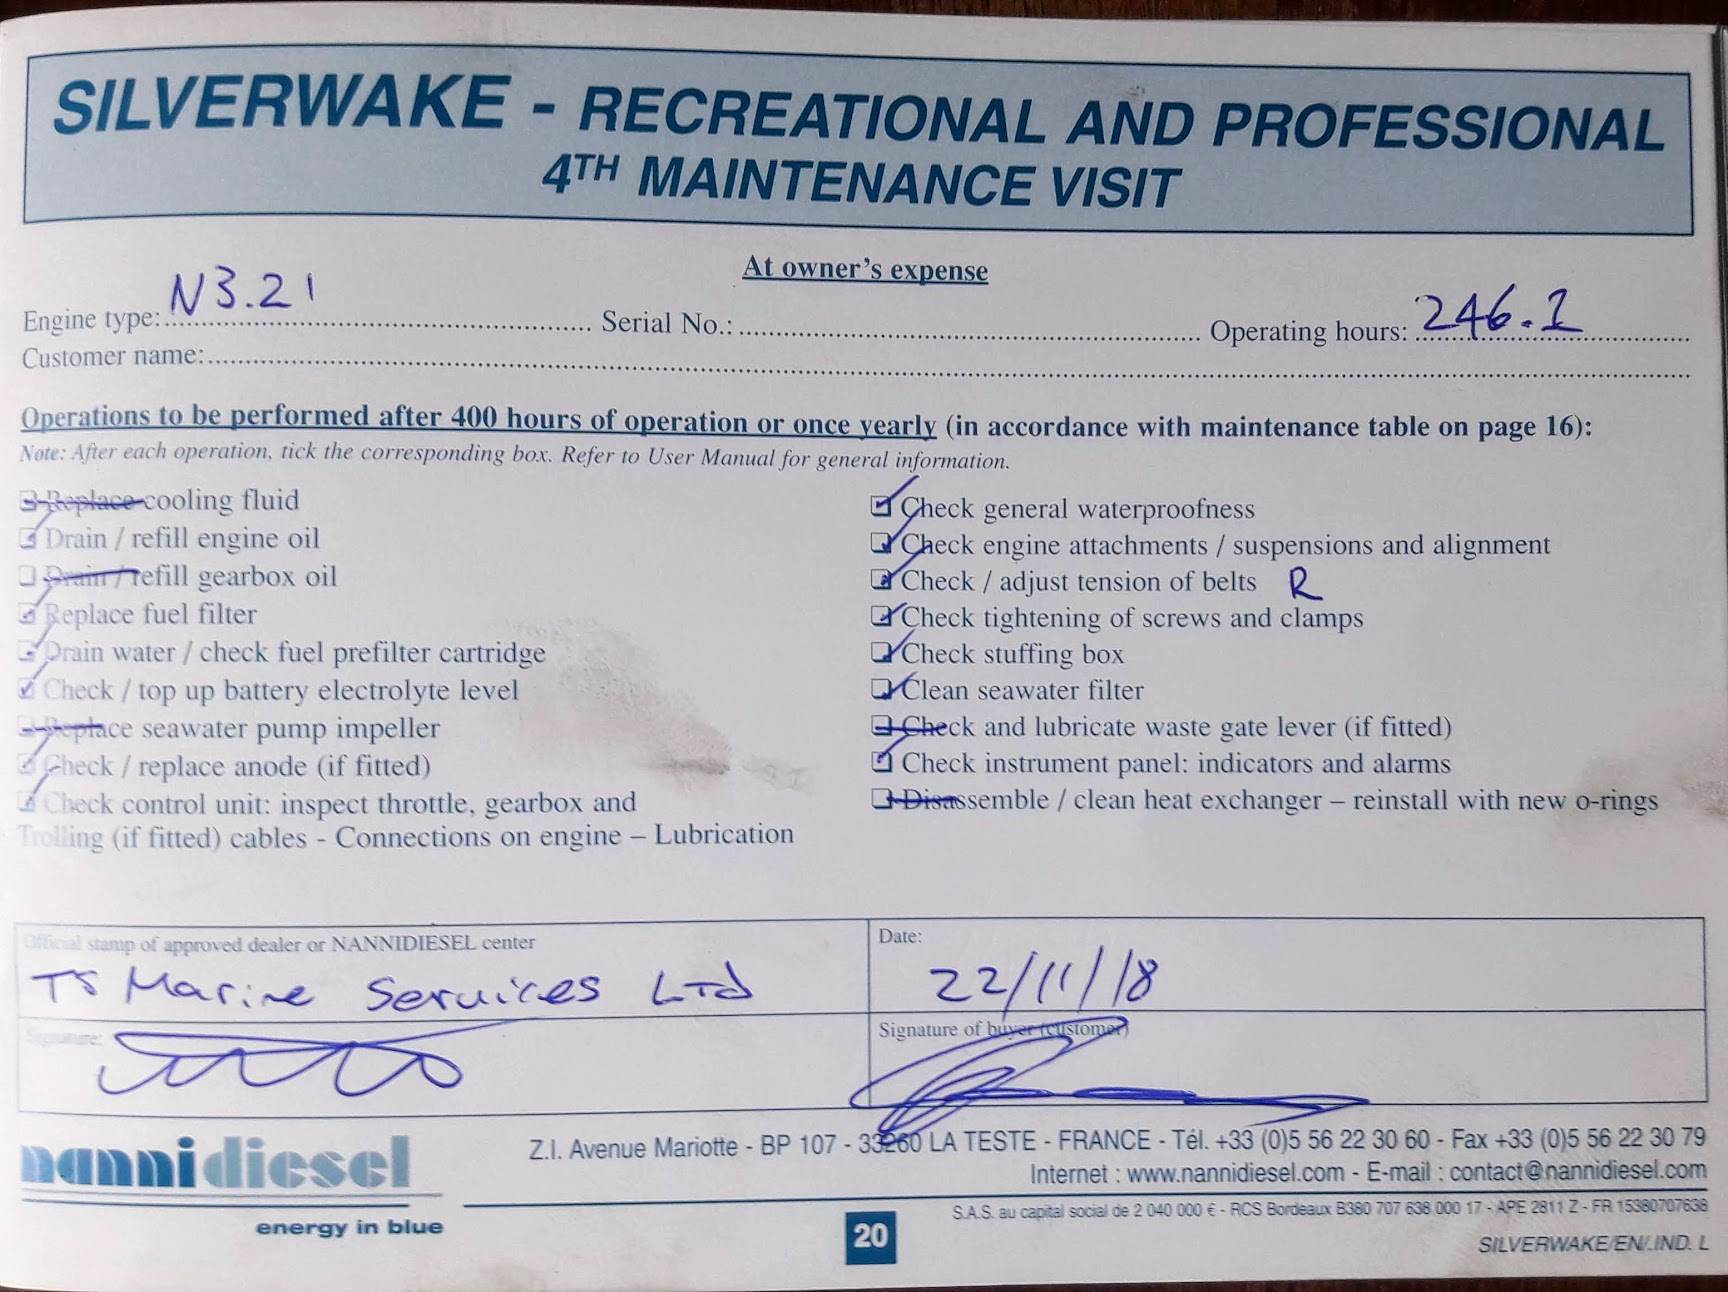 SILVERWAKE - RECREATIONAL AND PROFESSIONAL
4TH MAINTENANCE VISIT
At owner's expense
Engine type: N3.21 Serial No.: Operating hours: 246.1
Customer name:
Operations to be performed after 400 hours of operation or once yearly (in accordance with maintenance table on page 16):
Note: After each operation, tick the corresponding box. Refer to User Manual for general information.
Replace cooling fluid
Drain / refill engine oil
Drain / refill gearbox oil
Replace fuel filter
Drain water / check fuel prefilter cartridge
Check / top up battery electrolyte level
Replace seawater pump impeller
Check / replace anode (if fitted)
Check control unit: inspect throttle, gearbox and
Trolling (if fitted) cables - Connections on engine – Lubrication
Check general waterproofness
Check engine attachments / suspensions and alignment
Check / adjust tension of belts R
Check tightening of screws and clamps
Check stuffing box
Clean seawater filter
Check and lubricate waste gate lever (if fitted)
Check instrument panel: indicators and alarms
Disassemble / clean heat exchanger – reinstall with new o-rings
Official stamp of approved dealer or NANNIDIESEL center
TS Marine Services Ltd
Date:
22/11/18
Signature:
Signature of buyer (customer)
nannidiesel
energy in blue
Z.I. Avenue Mariotte - BP 107 - 33260 LA TESTE - FRANCE - Tél. +33 (0)5 56 22 30 60 - Fax +33 (0)5 56 22 30 79
Internet : www.nannidiesel.com - E-mail : contact@nannidiesel.com
S.A.S. au capital social de 2 040 000 € - RCS Bordeaux B380 707 636 000 17 - APE 2811 Z - FR 15380707636
20
SILVERWAKE/EN/.IND. L